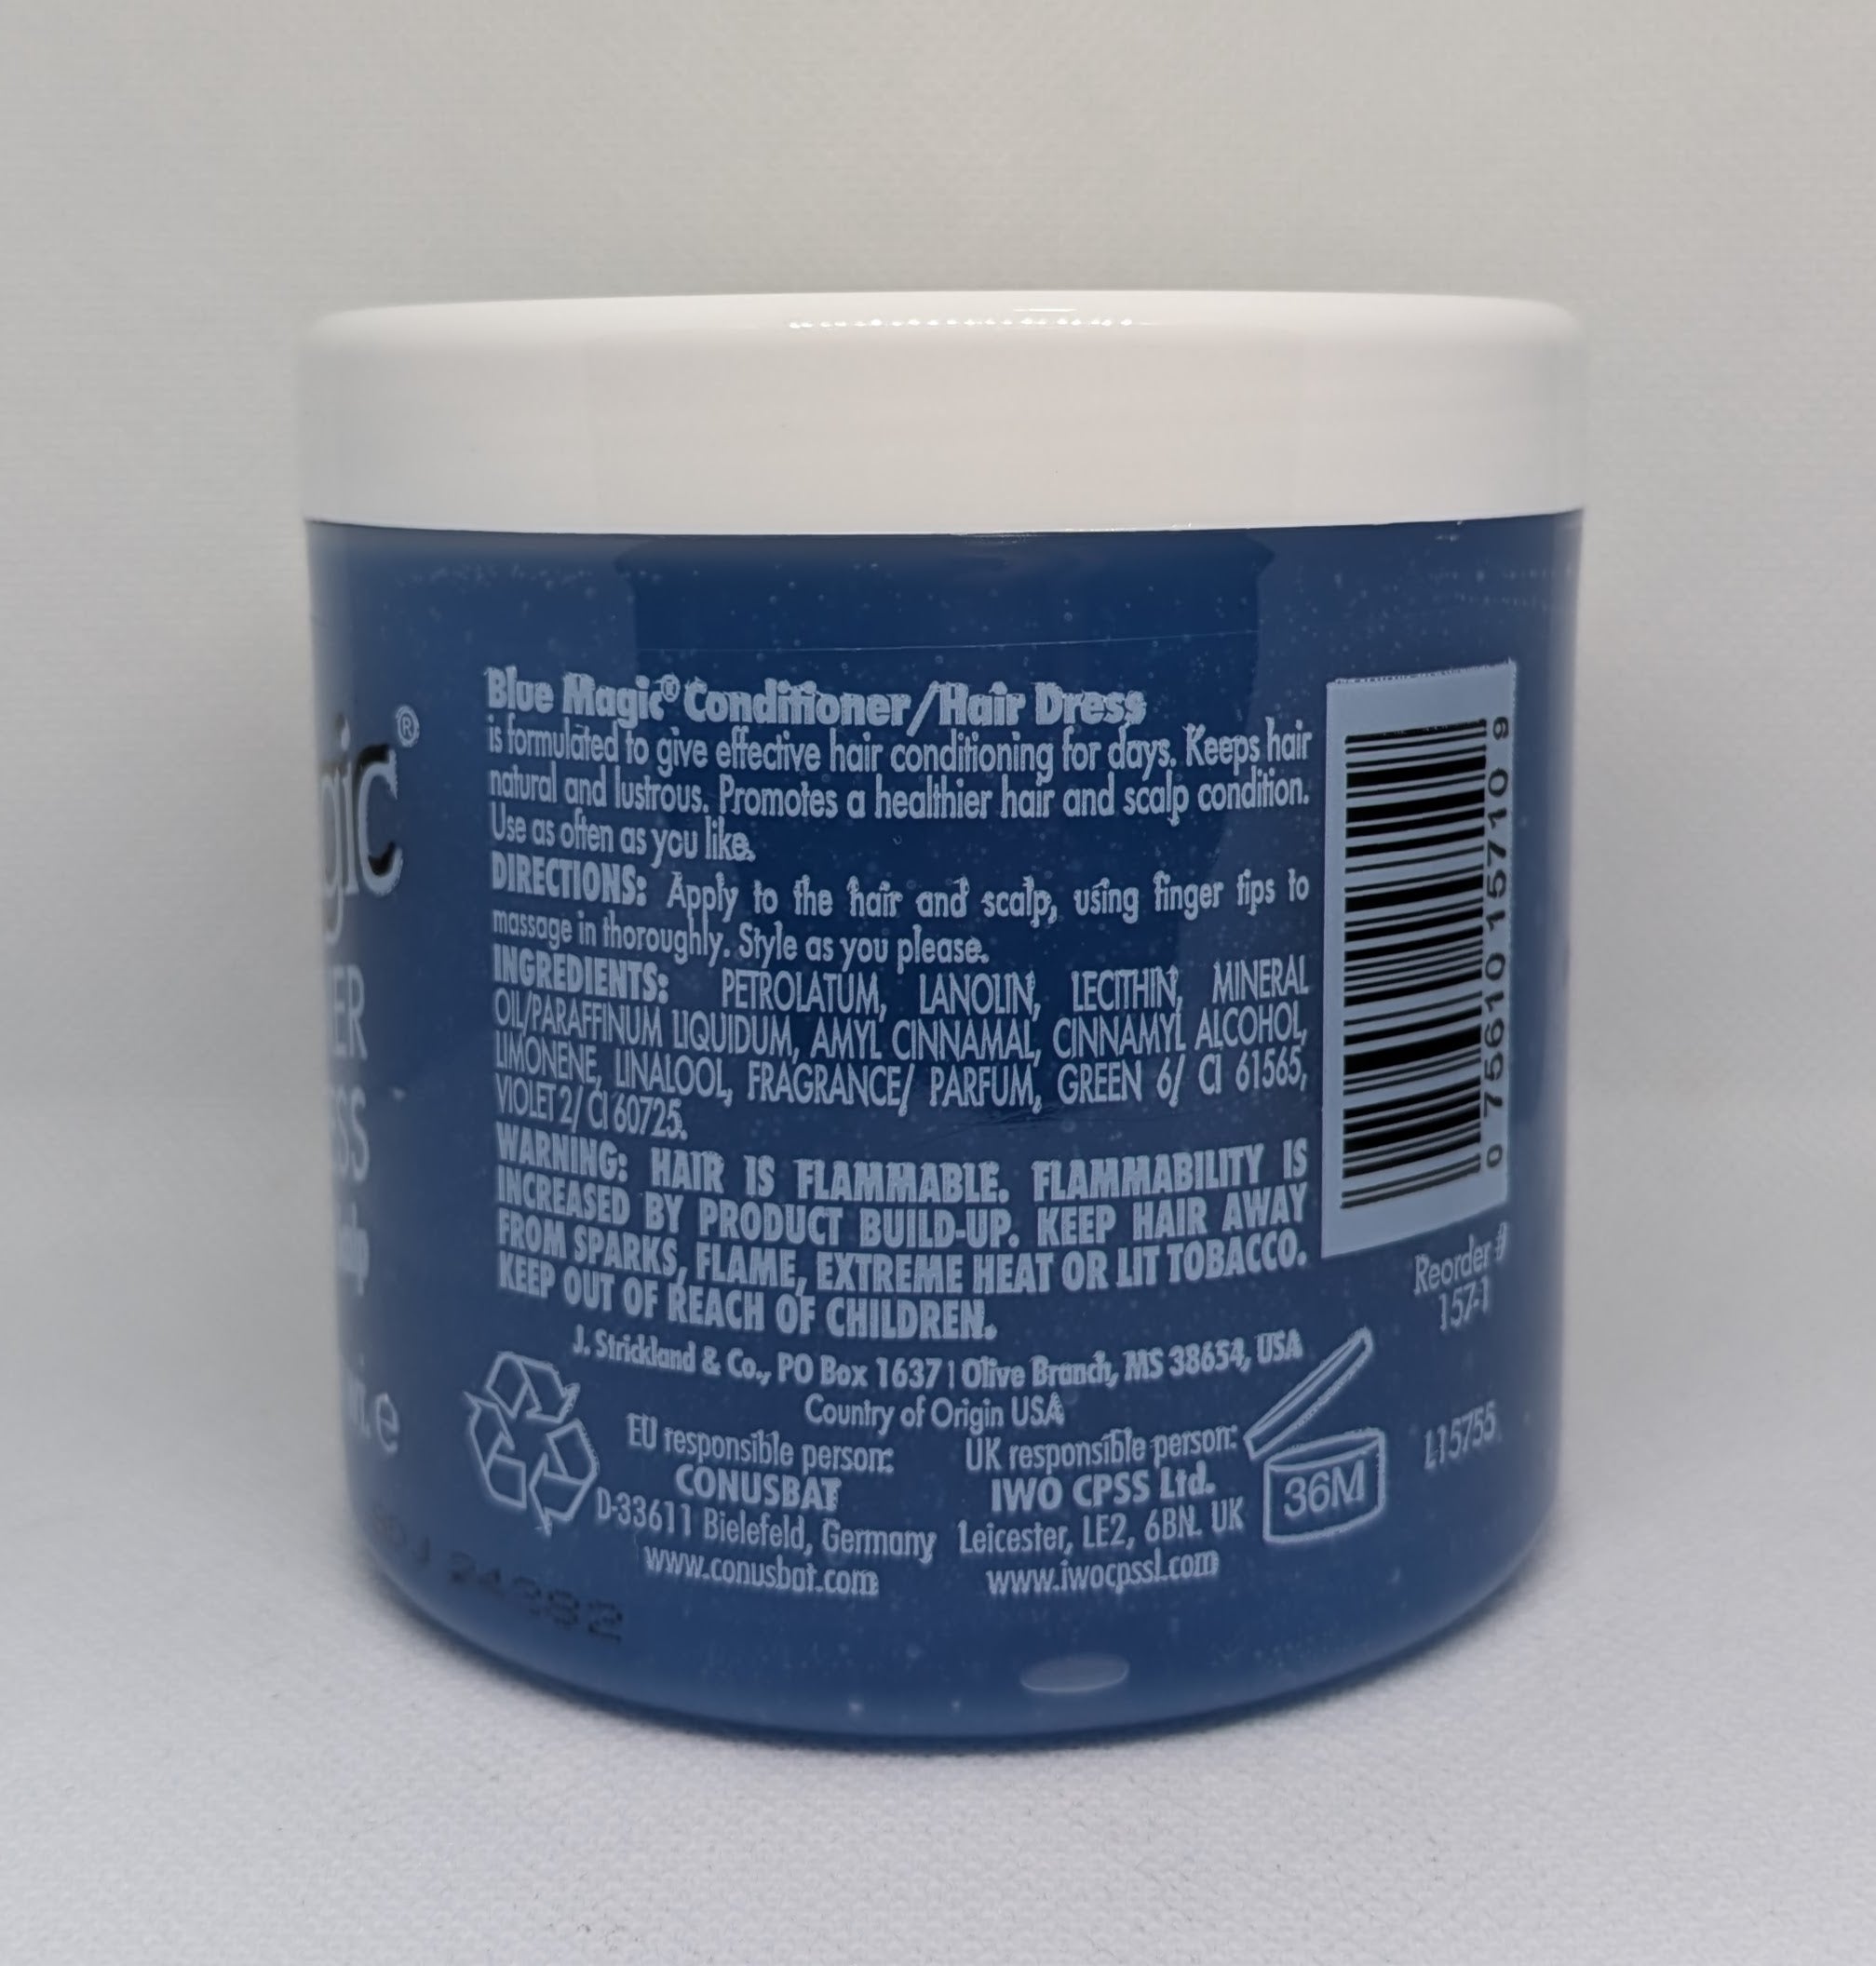 gic®
ER
ESS
Blue Magic® Conditioner/Hair Dress
is formulated to give effective hair conditioning for days. Keeps hair
natural and lustrous. Promotes a healthier hair and scalp condition.
Use as often as you like.
DIRECTIONS: Apply to the hair and scalp, using finger tips to
massage in thoroughly. Style as you please.
INGREDIENTS: PETROLATUM, LANOLIN, LECITHIN, MINERAL
OIL/PARAFFINUM LIQUIDUM, AMYL CINNAMAL, CINNAMYL ALCOHOL,
LIMONENE, LINALOOL, FRAGRANCE/ PARFUM, GREEN 6/ CI 61565,
VIOLET 2/ CI 60725.
WARNING: HAIR IS FLAMMABLE. FLAMMABILITY IS
INCREASED BY PRODUCT BUILD-UP. KEEP HAIR AWAY
FROM SPARKS, FLAME, EXTREME HEAT OR LIT TOBACCO.
KEEP OUT OF REACH OF CHILDREN.
J. Strickland & Co., PO Box 1637 | Olive Branch, MS 38654, USA
Country of Origin USA
EU responsible person:
CONUSBAT
D-33611 Bielefeld, Germany
www.conusbat.com
UK responsible person:
IWO CPSS Ltd.
Leicester, LE2, 6BN. UK
www.iwocpssl.com
36M
0 75610 15710 9
Reorder #
157-1
L15755
e